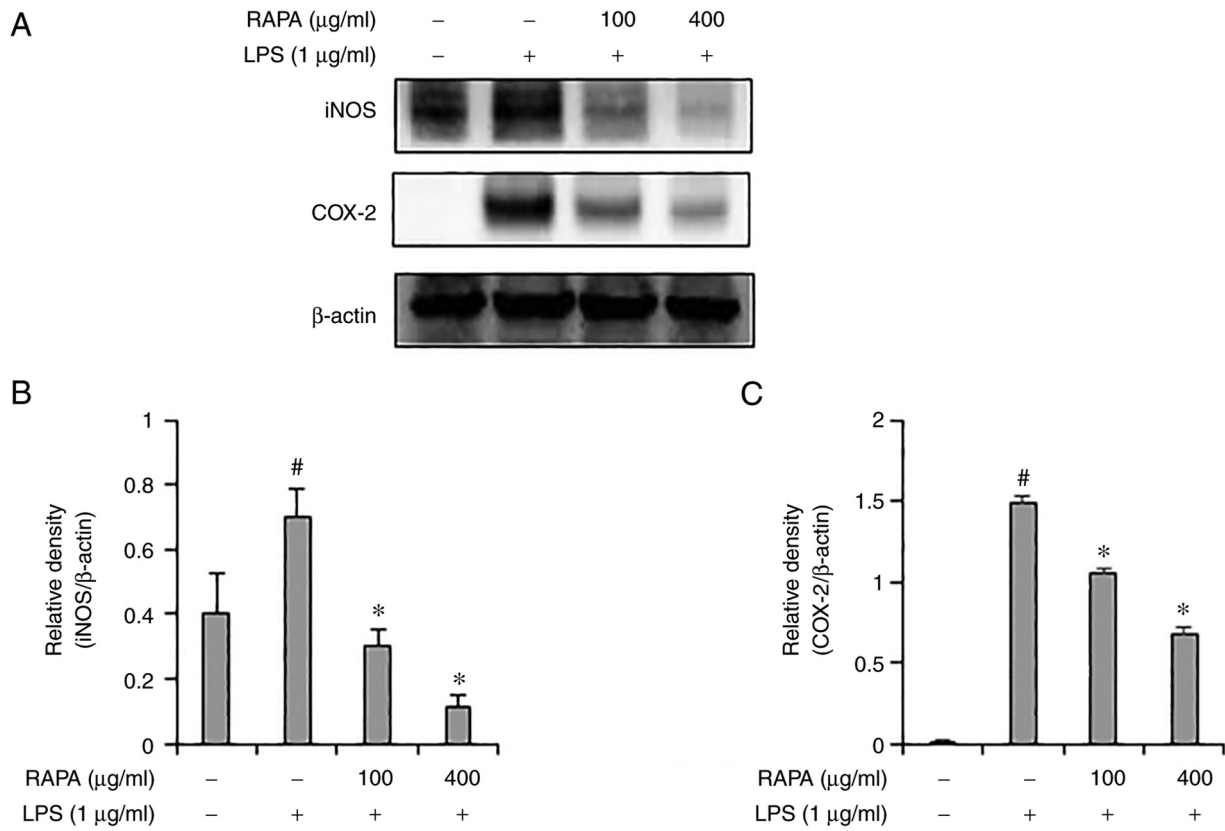 A
RAPA (μg/ml) – – 100 400
LPS (1 μg/ml) – + + +
iNOS
COX-2
β-actin
B
Relative density
(iNOS/β-actin)
1
0.8
0.6
0.4
0.2
0
#
*
*
RAPA (μg/ml) – – 100 400
LPS (1 μg/ml) – + + +
C
Relative density
(COX-2/β-actin)
2
1.5
1
0.5
0
#
*
*
RAPA (μg/ml) – – 100 400
LPS (1 μg/ml) – + + +